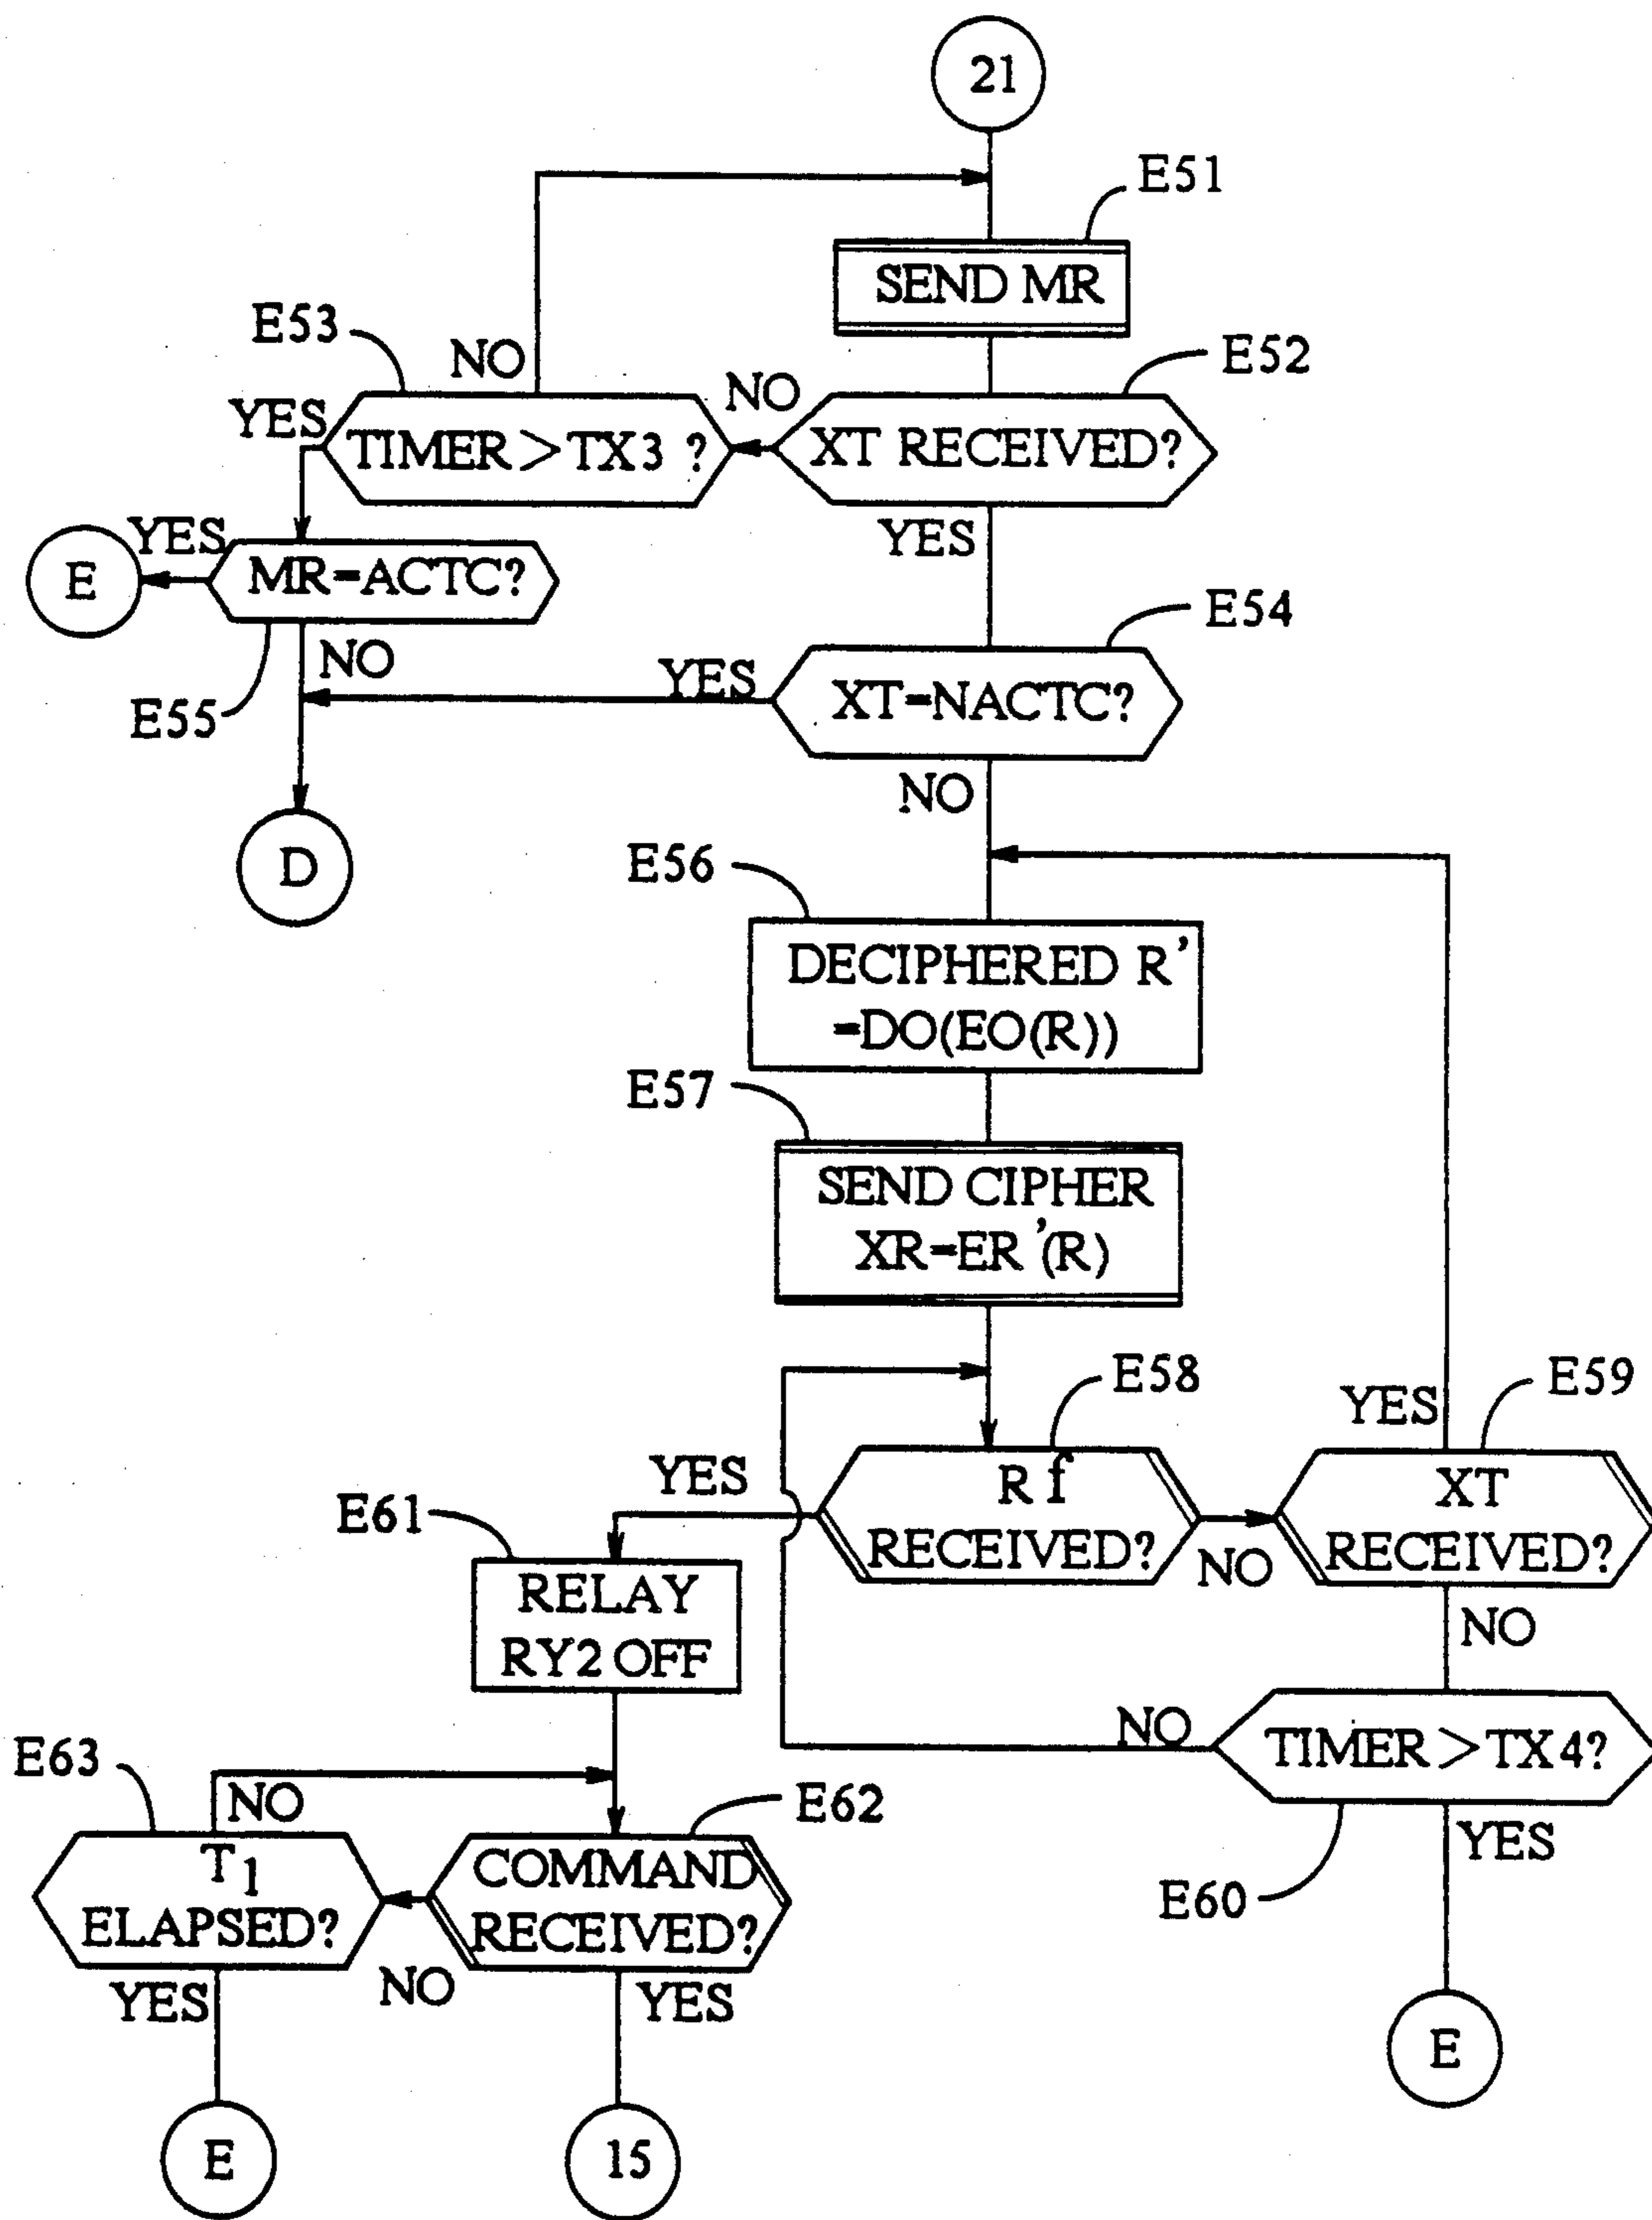 21
E51
SEND MR
E53
NO
E52
NO
YES
TIMER>TX3 ?
XT RECEIVED?
YES
YES
E
MR=ACTC?
E54
NO
YES
XT=NACTC?
E55
NO
D
E56
DECIPHERED R'
=DO(EO(R))
E57
SEND CIPHER
XR=ER'(R)
E58
E59
YES
YES
Rf
RECEIVED?
XT
RECEIVED?
NO
E61
RELAY
RY2 OFF
NO
NO
TIMER>TX4?
E63
NO
E62
YES
T1
ELAPSED?
COMMAND
RECEIVED?
E60
YES
NO
YES
E
E
15